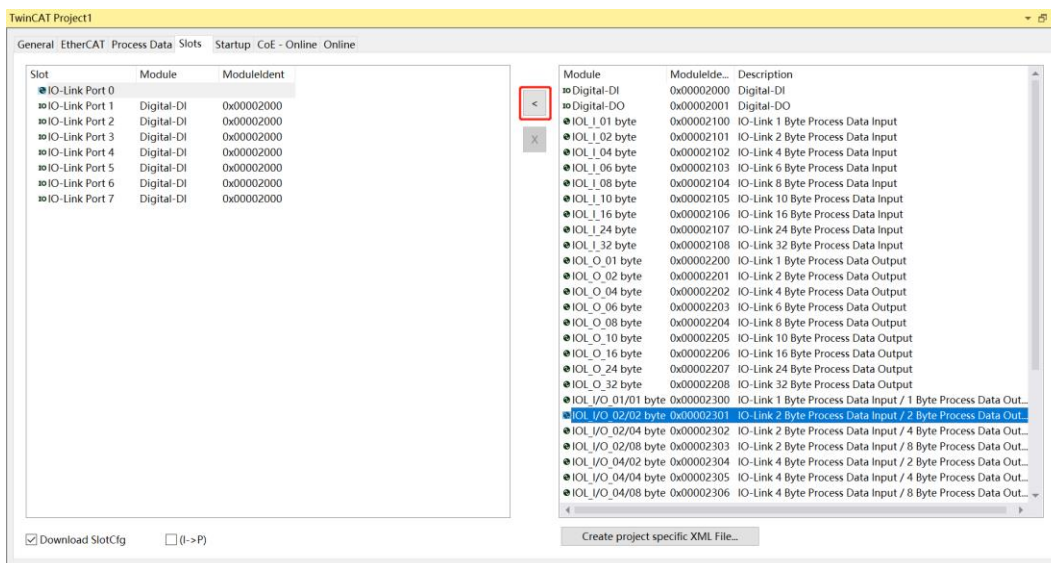 TwinCAT Project1
General EtherCAT Process Data Slots Startup CoE - Online Online
Slot Module ModuleIdent
IO-Link Port 0
IO-Link Port 1 Digital-DI 0x00002000
IO-Link Port 2 Digital-DI 0x00002000
IO-Link Port 3 Digital-DI 0x00002000
IO-Link Port 4 Digital-DI 0x00002000
IO-Link Port 5 Digital-DI 0x00002000
IO-Link Port 6 Digital-DI 0x00002000
IO-Link Port 7 Digital-DI 0x00002000
<
X
Module ModuleIde... Description
Digital-DI 0x00002000 Digital-DI
Digital-DO 0x00002001 Digital-DO
IOL_I_01 byte 0x00002100 IO-Link 1 Byte Process Data Input
IOL_I_02 byte 0x00002101 IO-Link 2 Byte Process Data Input
IOL_I_04 byte 0x00002102 IO-Link 4 Byte Process Data Input
IOL_I_06 byte 0x00002103 IO-Link 6 Byte Process Data Input
IOL_I_08 byte 0x00002104 IO-Link 8 Byte Process Data Input
IOL_I_10 byte 0x00002105 IO-Link 10 Byte Process Data Input
IOL_I_16 byte 0x00002106 IO-Link 16 Byte Process Data Input
IOL_I_24 byte 0x00002107 IO-Link 24 Byte Process Data Input
IOL_I_32 byte 0x00002108 IO-Link 32 Byte Process Data Input
IOL_O_01 byte 0x00002200 IO-Link 1 Byte Process Data Output
IOL_O_02 byte 0x00002201 IO-Link 2 Byte Process Data Output
IOL_O_04 byte 0x00002202 IO-Link 4 Byte Process Data Output
IOL_O_06 byte 0x00002203 IO-Link 6 Byte Process Data Output
IOL_O_08 byte 0x00002204 IO-Link 8 Byte Process Data Output
IOL_O_10 byte 0x00002205 IO-Link 10 Byte Process Data Output
IOL_O_16 byte 0x00002206 IO-Link 16 Byte Process Data Output
IOL_O_24 byte 0x00002207 IO-Link 24 Byte Process Data Output
IOL_O_32 byte 0x00002208 IO-Link 32 Byte Process Data Output
IOL_I/O_01/01 byte 0x00002300 IO-Link 1 Byte Process Data Input / 1 Byte Process Data Out...
IOL_I/O_02/02 byte 0x00002301 IO-Link 2 Byte Process Data Input / 2 Byte Process Data Out...
IOL_I/O_02/04 byte 0x00002302 IO-Link 2 Byte Process Data Input / 4 Byte Process Data Out...
IOL_I/O_02/08 byte 0x00002303 IO-Link 2 Byte Process Data Input / 8 Byte Process Data Out...
IOL_I/O_04/02 byte 0x00002304 IO-Link 4 Byte Process Data Input / 2 Byte Process Data Out...
IOL_I/O_04/04 byte 0x00002305 IO-Link 4 Byte Process Data Input / 4 Byte Process Data Out...
IOL_I/O_04/08 byte 0x00002306 IO-Link 4 Byte Process Data Input / 8 Byte Process Data Out...
Download SlotCfg (I->P)
Create project specific XML File...